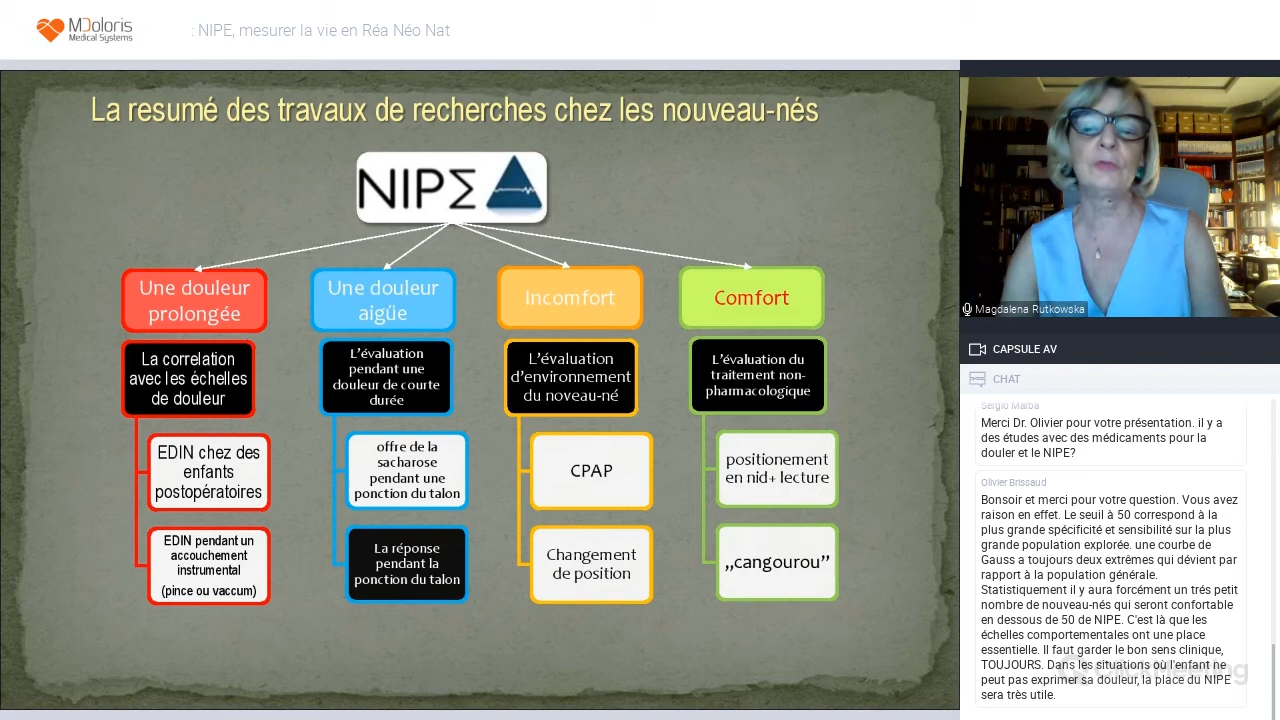 MDoloris
Medical Systems
: NIPE, mesurer la vie en Réa Néo Nat
La resumé des travaux de recherches chez les nouveau-nés
NIPΣ
Une douleur
prolongée
La correlation
avec les échelles
de douleur
EDIN chez des
enfants
postopératoires
EDIN pendant un
accouchement
instrumental
(pince ou vaccum)
Une douleur
aigüe
L’évaluation
pendant une
douleur de courte
durée
offre de la
sacharose
pendant une
ponction du talon
La réponse
pendant la
ponction du talon
Incomfort
L’évaluation
d’environnement
du noveau-né
CPAP
Changement
de position
Comfort
L’évaluation du
traitement non-
pharmacologique
positionement
en nid+ lecture
„cangourou”
Magdalena Rutkowska
CAPSULE AV
CHAT
Sérgio Marba
Merci Dr. Olivier pour votre présentation. il y a
des études avec des médicaments pour la
douler et le NIPE?
Olivier Brissaud
Bonsoir et merci pour votre question. Vous avez
raison en effet. Le seuil à 50 correspond à la
plus grande spécificité et sensibilité sur la plus
grande population explorée. une courbe de
Gauss a toujours deux extrêmes qui dévient par
rapport à la population générale.
Statistiquement il y aura forcément un trés petit
nombre de nouveau-nés qui seront confortable
en dessous de 50 de NIPE. C'est là que les
échelles comportementales ont une place
essentielle. Il faut garder le bon sens clinique,
TOUJOURS. Dans les situations où l'enfant ne
peut pas exprimer sa douleur, la place du NIPE
sera très utile.